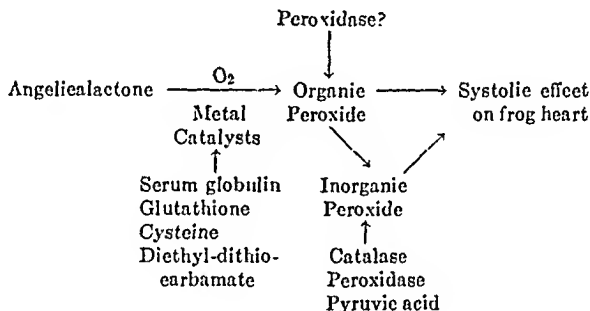 Peroxidase?
O₂
Angelicalactone
Organic
Peroxide
Systolic effect
on frog heart
Metal
Catalysts
Serum globulin
Glutathione
Cysteine
Diethyl-dithio-
carbamate
Inorganic
Peroxide
Catalase
Peroxidase
Pyruvic acid